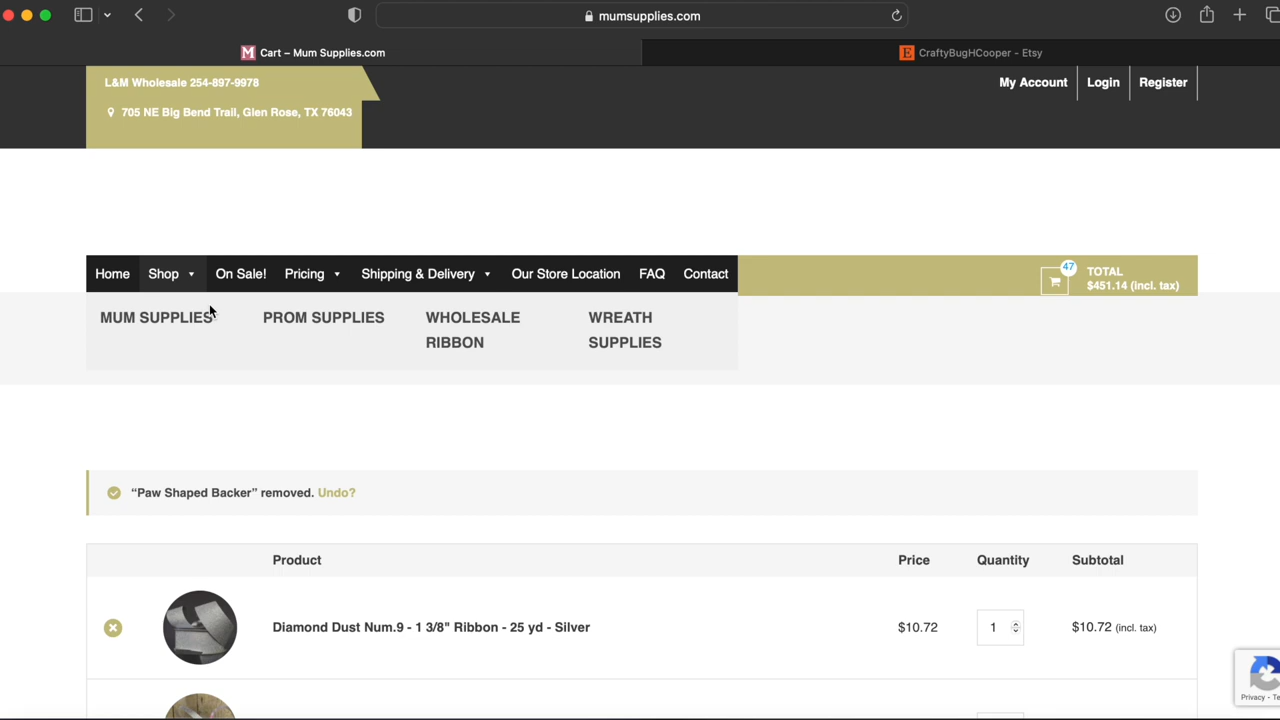 mumsupplies.com
M Cart – Mum Supplies.com
E CraftyBugHCooper - Etsy
L&M Wholesale 254-897-9978
705 NE Big Bend Trail, Glen Rose, TX 76043
My Account
Login
Register
Home
Shop
On Sale!
Pricing
Shipping & Delivery
Our Store Location
FAQ
Contact
47
TOTAL
$451.14 (incl. tax)
MUM SUPPLIES
PROM SUPPLIES
WHOLESALE
RIBBON
WREATH
SUPPLIES
“Paw Shaped Backer” removed. Undo?
Product
Price
Quantity
Subtotal
Diamond Dust Num.9 - 1 3/8" Ribbon - 25 yd - Silver
$10.72
1
$10.72 (incl. tax)
Privacy - Te